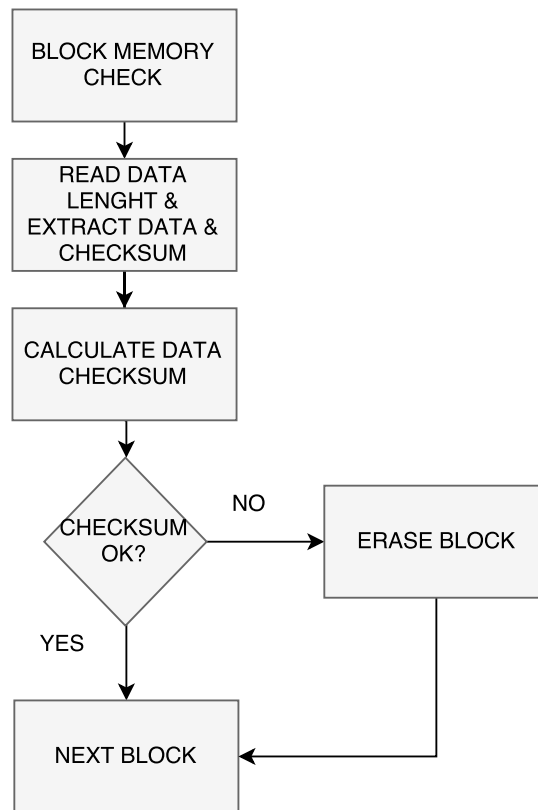 BLOCK MEMORY
CHECK
READ DATA
LENGHT &
EXTRACT DATA &
CHECKSUM
CALCULATE DATA
CHECKSUM
CHECKSUM
OK?
NO
ERASE BLOCK
YES
NEXT BLOCK